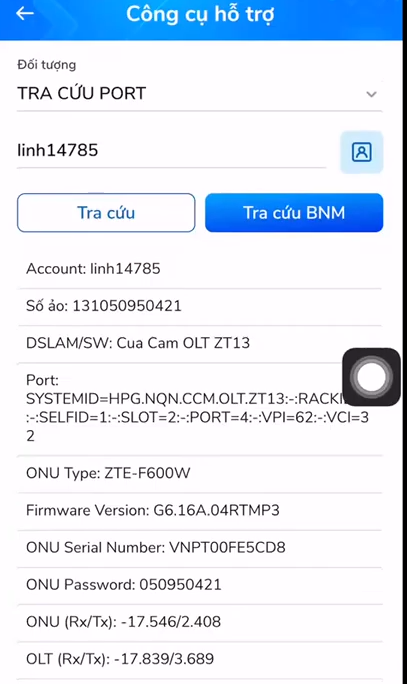 Công cụ hỗ trợ
Đối tượng
TRA CỨU PORT
linh14785
Tra cứu
Tra cứu BNM
Account: linh14785
Số ảo: 131050950421
DSLAM/SW: Cua Cam OLT ZT13
Port:
SYSTEMID=HPG.NQN.CCM.OLT.ZT13:-:RACKI
:-:SELFID=1:-:SLOT=2:-:PORT=4:-:VPI=62:-:VCI=3
2
ONU Type: ZTE-F600W
Firmware Version: G6.16A.04RTMP3
ONU Serial Number: VNPT00FE5CD8
ONU Password: 050950421
ONU (Rx/Tx): -17.546/2.408
OLT (Rx/Tx): -17.839/3.689